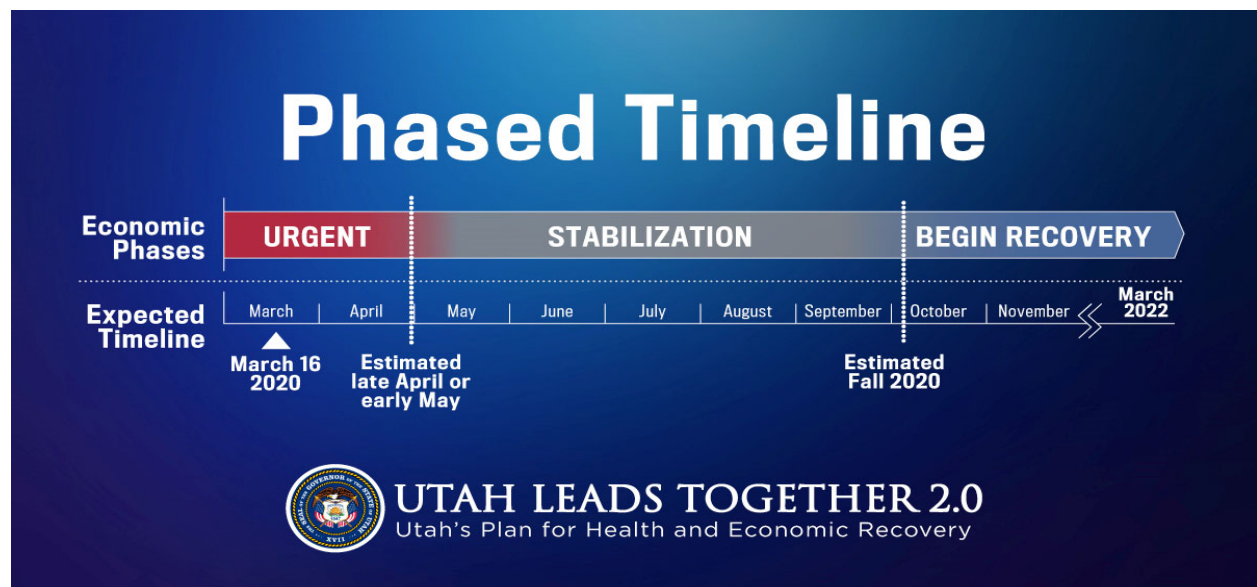 Phased Timeline
Economic
Phases
URGENT
STABILIZATION
BEGIN RECOVERY
Expected
Timeline
March
April
May
June
July
August
September
October
November
March
2022
March 16
2020
Estimated
late April or
early May
Estimated
Fall 2020
UTAH LEADS TOGETHER 2.0
Utah's Plan for Health and Economic Recovery
XVII